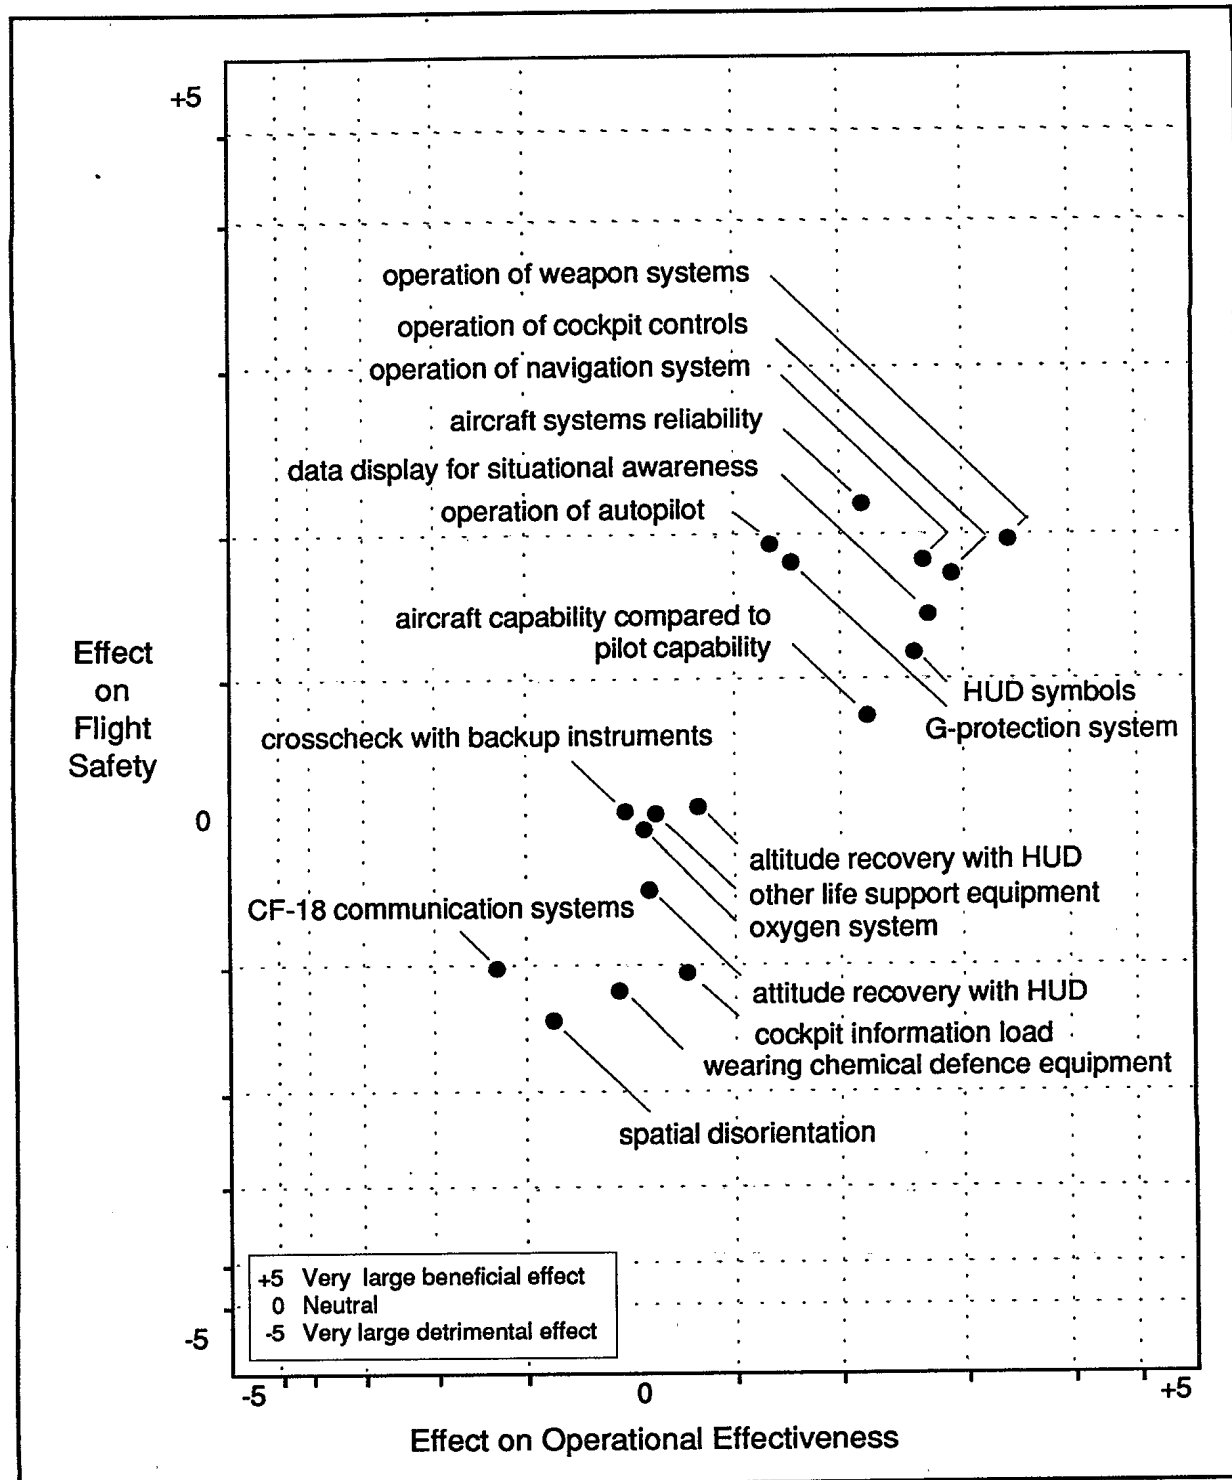 +5
operation of weapon systems
operation of cockpit controls
operation of navigation system
aircraft systems reliability
data display for situational awareness
operation of autopilot
aircraft capability compared to
pilot capability
Effect
on
Flight
Safety
HUD symbols
G-protection system
crosscheck with backup instruments
0
altitude recovery with HUD
other life support equipment
oxygen system
CF-18 communication systems
attitude recovery with HUD
cockpit information load
wearing chemical defence equipment
spatial disorientation
+5 Very large beneficial effect
0 Neutral
-5 Very large detrimental effect
-5
-5 0 +5
Effect on Operational Effectiveness